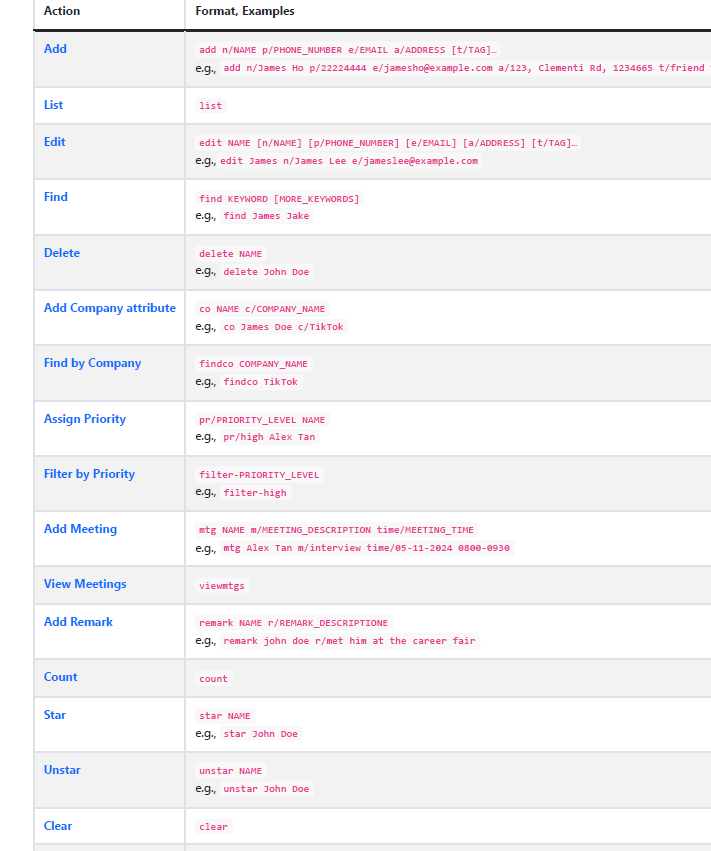 Action Format, Examples
Add add n/NAME p/PHONE_NUMBER e/EMAIL a/ADDRESS [t/TAG]…
e.g., add n/James Ho p/22224444 e/jamesho@example.com a/123, Clementi Rd, 1234665 t/friend
List list
Edit edit NAME [n/NAME] [p/PHONE_NUMBER] [e/EMAIL] [a/ADDRESS] [t/TAG]…
e.g., edit James n/James Lee e/jameslee@example.com
Find find KEYWORD [MORE_KEYWORDS]
e.g., find James Jake
Delete delete NAME
e.g., delete John Doe
Add Company attribute co NAME c/COMPANY_NAME
e.g., co James Doe c/TikTok
Find by Company findco COMPANY_NAME
e.g., findco TikTok
Assign Priority pr/PRIORITY_LEVEL NAME
e.g., pr/high Alex Tan
Filter by Priority filter-PRIORITY_LEVEL
e.g., filter-high
Add Meeting mtg NAME m/MEETING_DESCRIPTION time/MEETING_TIME
e.g., mtg Alex Tan m/interview time/05-11-2024 0800-0930
View Meetings viewmtgs
Add Remark remark NAME r/REMARK_DESCRIPTIONE
e.g., remark john doe r/met him at the career fair
Count count
Star star NAME
e.g., star John Doe
Unstar unstar NAME
e.g., unstar John Doe
Clear clear